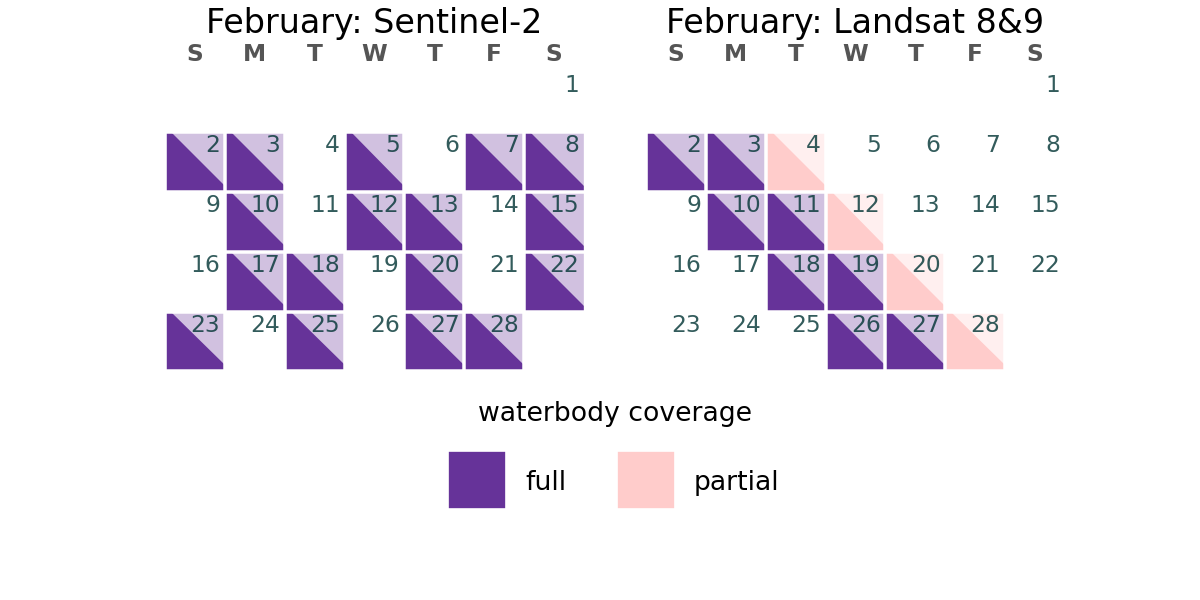 February: Sentinel-2
S M T W T F S
1
2 3 4 5 6 7 8
9 10 11 12 13 14 15
16 17 18 19 20 21 22
23 24 25 26 27 28
February: Landsat 8&9
S M T W T F S
1
2 3 4 5 6 7 8
9 10 11 12 13 14 15
16 17 18 19 20 21 22
23 24 25 26 27 28
waterbody coverage
full partial